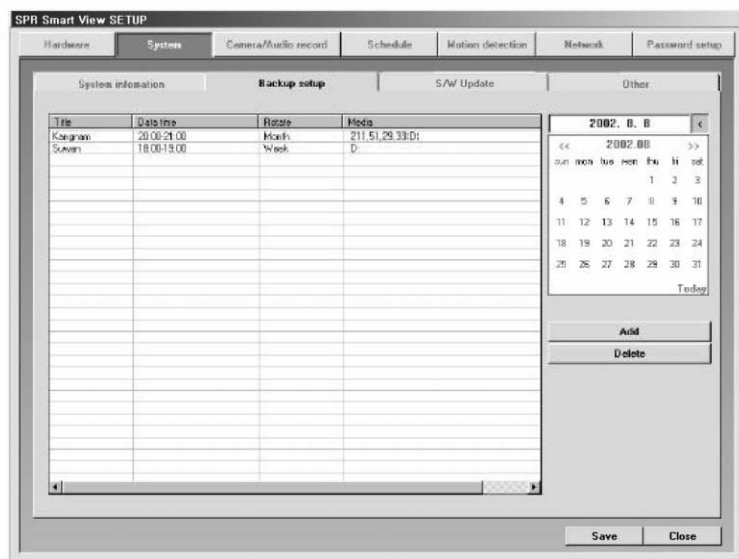 SPR Smart View SETUP
Hardware System Camera/Audio record Schedule Motion detection Network Password setup
System infomation Backup setup S/W Update Other
Title Data time Rotate Media
Kangnam 20:00-21:00 Month 211,51,29,33:D:
Suwan 18:00-19:00 Week D:
2002. 8. 8 <
<< 2002.08 >>
sun mon tue wen thu fri sat
1 2 3
4 5 6 7 8 9 10
11 12 13 14 15 16 17
18 19 20 21 22 23 24
25 26 27 28 29 30 31
Today
Add
Delete
Save Close